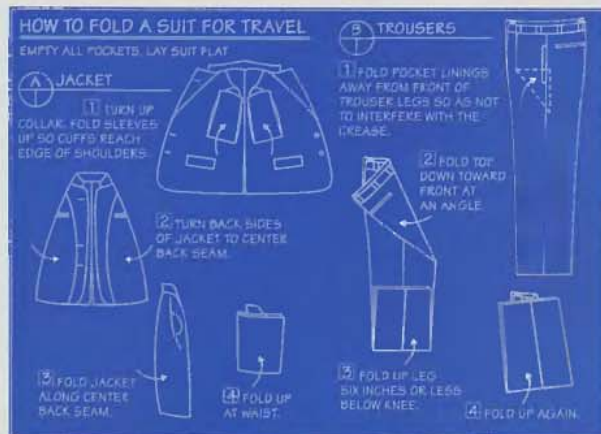 HOW TO FOLD A SUIT FOR TRAVEL
EMPTY ALL POCKETS. LAY SUIT FLAT
A JACKET
1 TURN UP
COLLAR. FOLD SLEEVES
UP SO CUFFS REACH
EDGE OF SHOULDERS.
2 TURN BACK SIDES
OF JACKET TO CENTER
BACK SEAM.
3 FOLD JACKET
ALONG CENTER
BACK SEAM.
4 FOLD UP
AT WAIST.
B TROUSERS
1 FOLD POCKET LININGS
AWAY FROM FRONT OF
TROUSER LEGS SO AS NOT
TO INTERFERE WITH THE
CREASE.
2 FOLD TOP
DOWN TOWARD
FRONT AT
AN ANGLE.
3 FOLD UP LEG
SIX INCHES OR LESS
BELOW KNEE.
4 FOLD UP AGAIN.